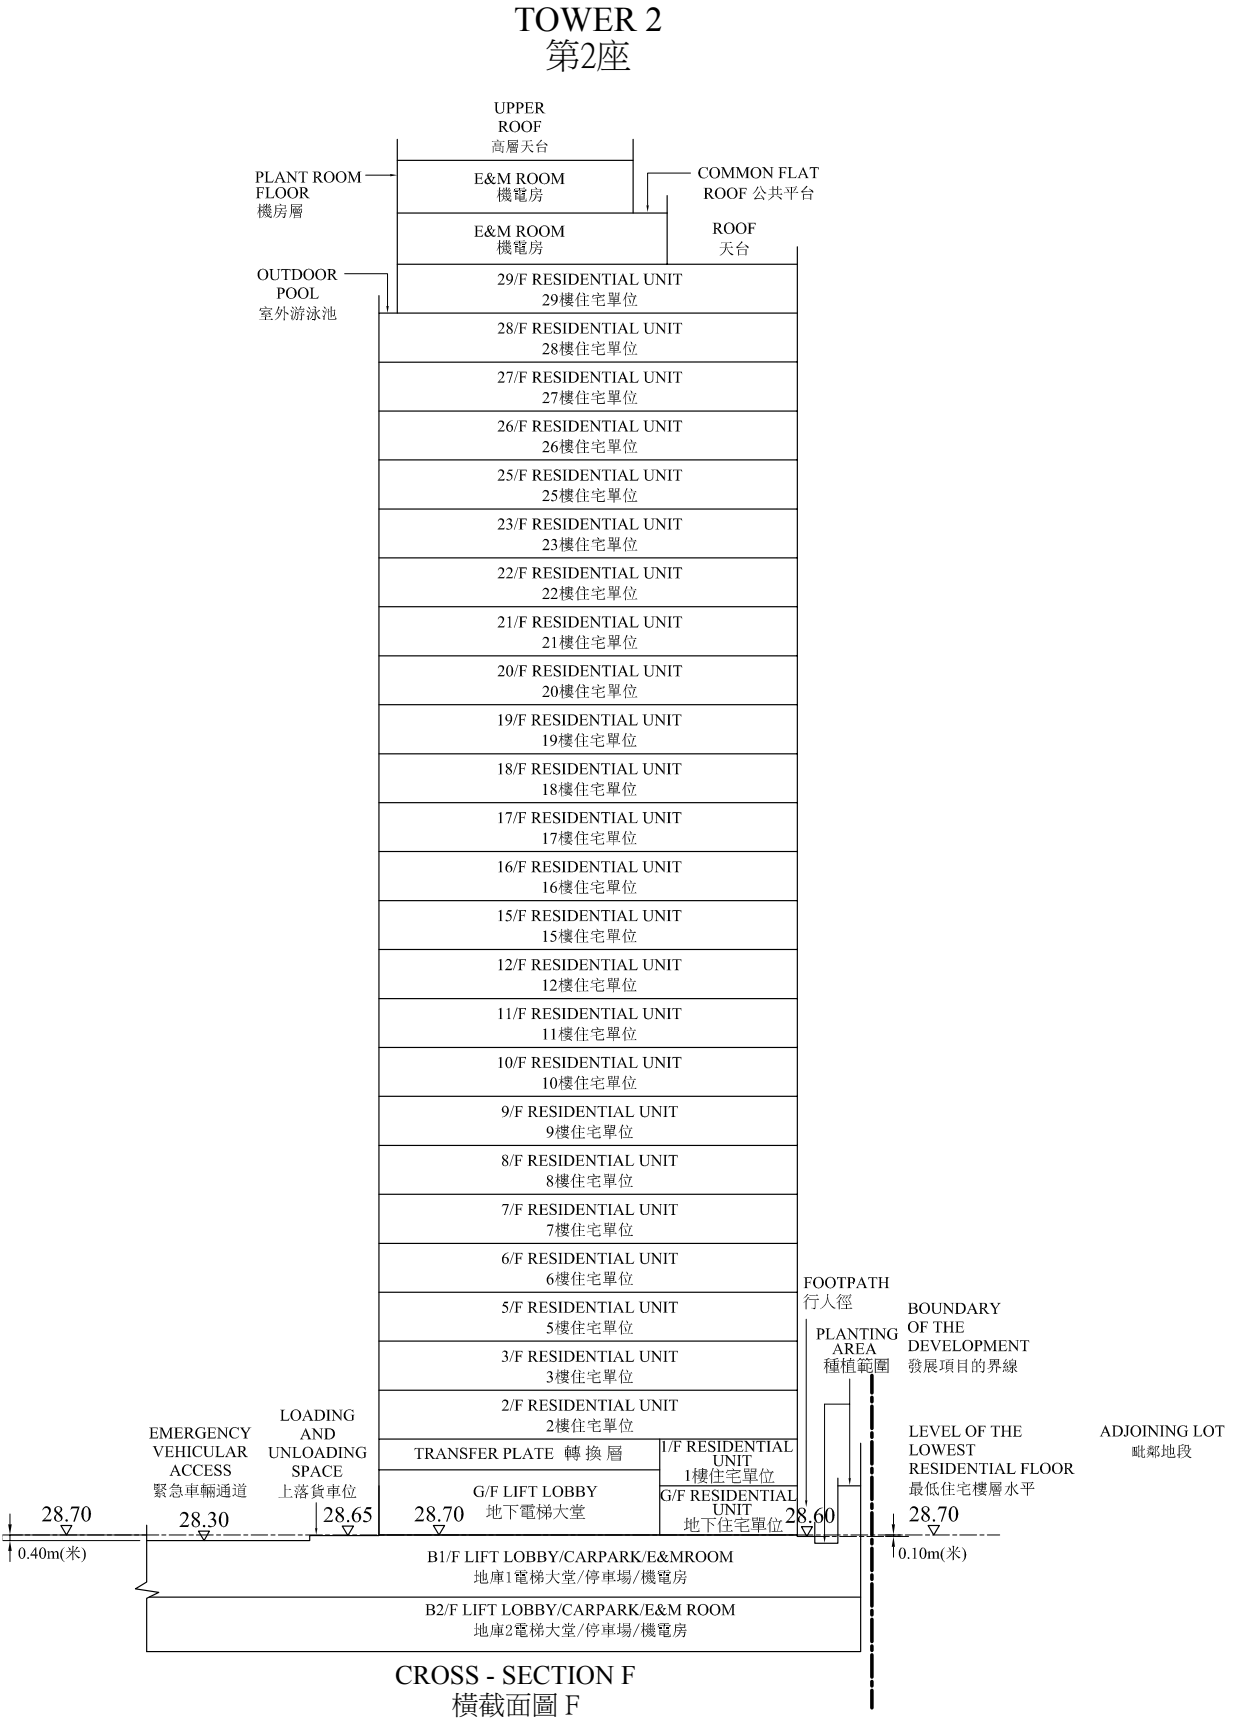 TOWER 2
第2座
UPPER
ROOF
高層天台
PLANT ROOM
FLOOR
機房層
E&M ROOM
機電房
COMMON FLAT
ROOF 公共平台
E&M ROOM
機電房
ROOF
天台
OUTDOOR
POOL
室外游泳池
29/F RESIDENTIAL UNIT
29樓住宅單位
28/F RESIDENTIAL UNIT
28樓住宅單位
27/F RESIDENTIAL UNIT
27樓住宅單位
26/F RESIDENTIAL UNIT
26樓住宅單位
25/F RESIDENTIAL UNIT
25樓住宅單位
23/F RESIDENTIAL UNIT
23樓住宅單位
22/F RESIDENTIAL UNIT
22樓住宅單位
21/F RESIDENTIAL UNIT
21樓住宅單位
20/F RESIDENTIAL UNIT
20樓住宅單位
19/F RESIDENTIAL UNIT
19樓住宅單位
18/F RESIDENTIAL UNIT
18樓住宅單位
17/F RESIDENTIAL UNIT
17樓住宅單位
16/F RESIDENTIAL UNIT
16樓住宅單位
15/F RESIDENTIAL UNIT
15樓住宅單位
12/F RESIDENTIAL UNIT
12樓住宅單位
11/F RESIDENTIAL UNIT
11樓住宅單位
10/F RESIDENTIAL UNIT
10樓住宅單位
9/F RESIDENTIAL UNIT
9樓住宅單位
8/F RESIDENTIAL UNIT
8樓住宅單位
7/F RESIDENTIAL UNIT
7樓住宅單位
6/F RESIDENTIAL UNIT
6樓住宅單位
5/F RESIDENTIAL UNIT
5樓住宅單位
3/F RESIDENTIAL UNIT
3樓住宅單位
2/F RESIDENTIAL UNIT
2樓住宅單位
FOOTPATH
行人徑
PLANTING
AREA
種植範圍
BOUNDARY
OF THE
DEVELOPMENT
發展項目的界線
EMERGENCY
VEHICULAR
ACCESS
緊急車輛通道
LOADING
AND
UNLOADING
SPACE
上落貨車位
TRANSFER PLATE 轉換層
1/F RESIDENTIAL
UNIT
1樓住宅單位
G/F LIFT LOBBY
地下電梯大堂
G/F RESIDENTIAL
UNIT
地下住宅單位
LEVEL OF THE
LOWEST
RESIDENTIAL FLOOR
最低住宅樓層水平
ADJOINING LOT
毗鄰地段
28.70
28.30
28.65
28.70
28.60
28.70
0.40m(米)
0.10m(米)
B1/F LIFT LOBBY/CARPARK/E&MROOM
地庫1電梯大堂/停車場/機電房
B2/F LIFT LOBBY/CARPARK/E&M ROOM
地庫2電梯大堂/停車場/機電房
CROSS - SECTION F
橫截面圖 F